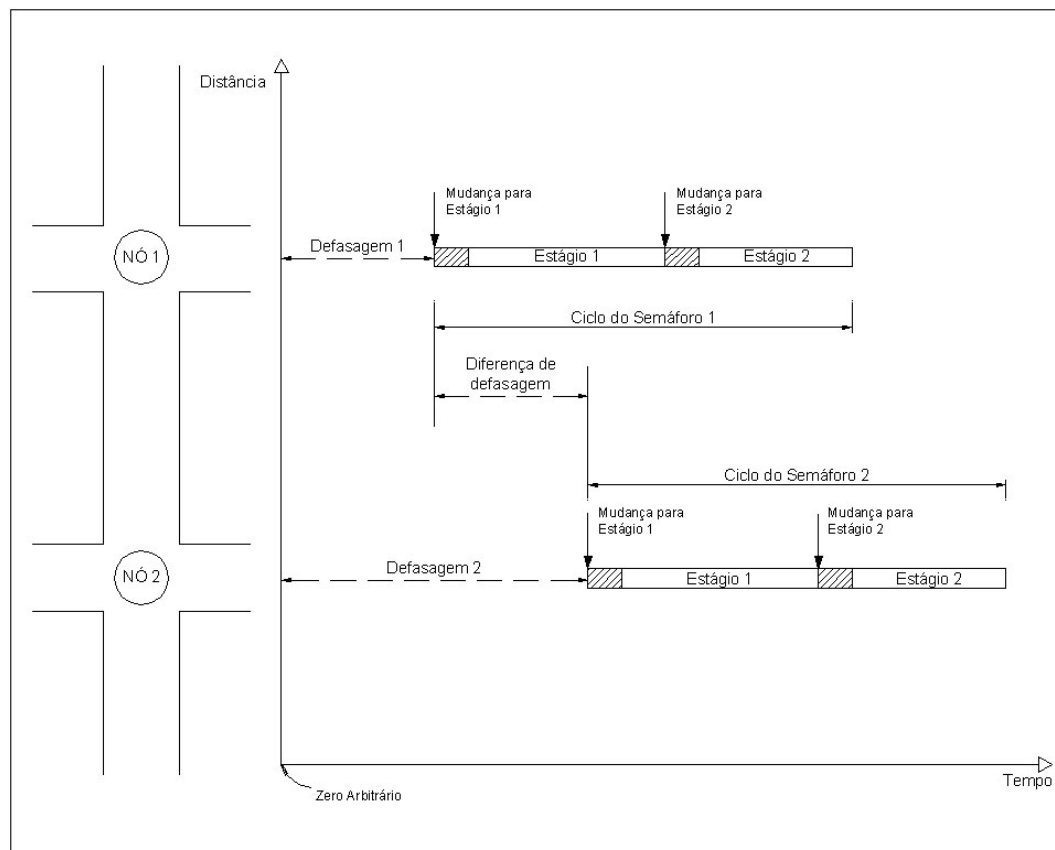 Distância
Mudança para
Estágio 1
Mudança para
Estágio 2
NÓ 1
Defasagem 1
Estágio 1
Estágio 2
Ciclo do Semáforo 1
Diferença de
defasagem
Ciclo do Semáforo 2
Mudança para
Estágio 1
Mudança para
Estágio 2
NÓ 2
Defasagem 2
Estágio 1
Estágio 2
Tempo
Zero Arbitrário